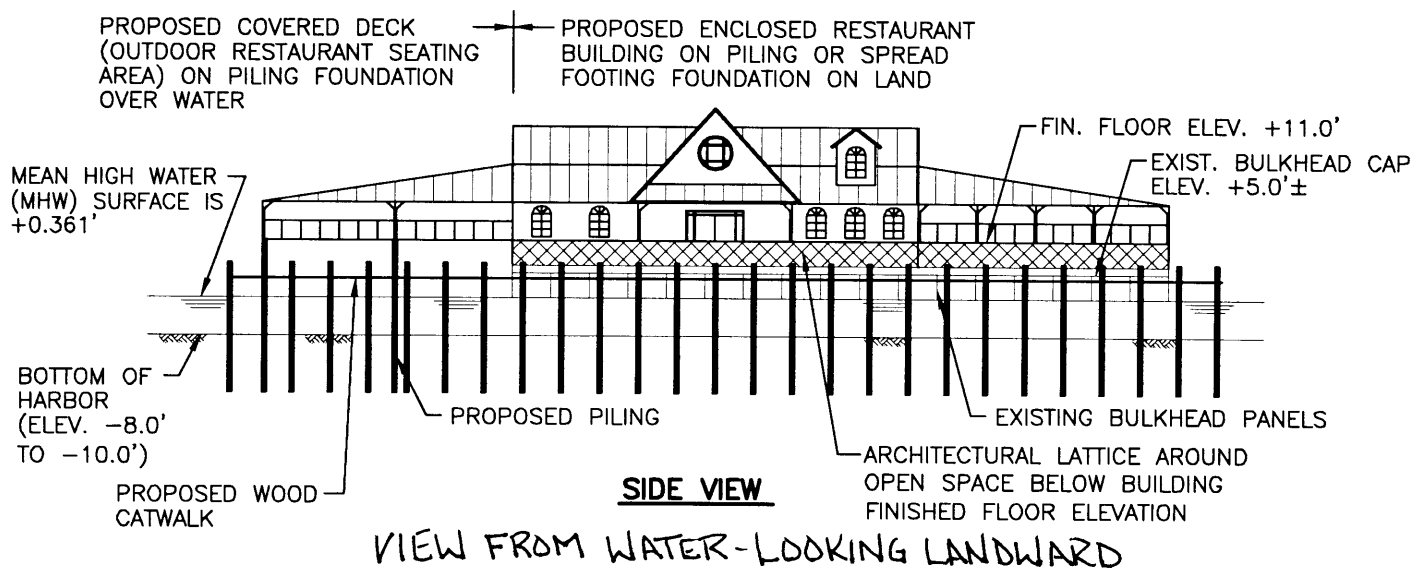 PROPOSED COVERED DECK
(OUTDOOR RESTAURANT SEATING
AREA) ON PILING FOUNDATION
OVER WATER
PROPOSED ENCLOSED RESTAURANT
BUILDING ON PILING OR SPREAD
FOOTING FOUNDATION ON LAND
FIN. FLOOR ELEV. +11.0'
EXIST. BULKHEAD CAP
ELEV. +5.0'±
MEAN HIGH WATER
(MHW) SURFACE IS
+0.361'
BOTTOM OF
HARBOR
(ELEV. -8.0'
TO -10.0')
PROPOSED PILING
EXISTING BULKHEAD PANELS
ARCHITECTURAL LATTICE AROUND
OPEN SPACE BELOW BUILDING
FINISHED FLOOR ELEVATION
PROPOSED WOOD
CATWALK
SIDE VIEW
VIEW FROM WATER-LOOKING LANDWARD